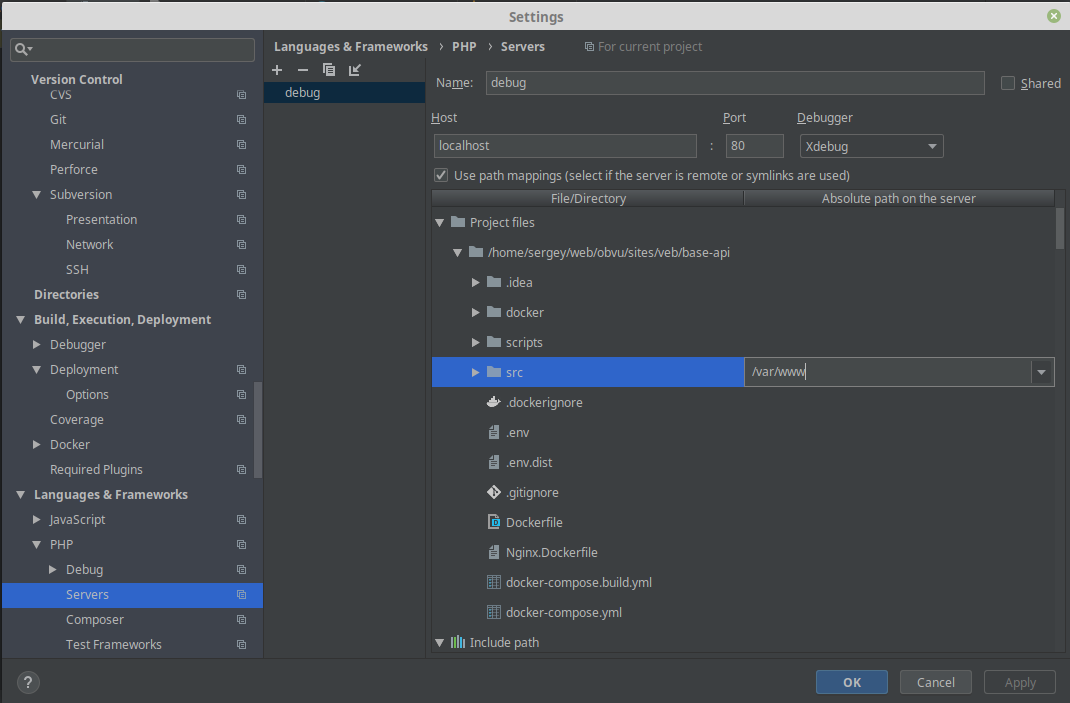 Settings
Languages & Frameworks › PHP › Servers For current project
Version Control
CVS
Git
Mercurial
Perforce
Subversion
Presentation
Network
SSH
Directories
Build, Execution, Deployment
Debugger
Deployment
Options
Coverage
Docker
Required Plugins
Languages & Frameworks
JavaScript
PHP
Debug
Servers
Composer
Test Frameworks
debug
Name: debug Shared
Host Port Debugger
localhost : 80 Xdebug
Use path mappings (select if the server is remote or symlinks are used)
File/Directory Absolute path on the server
Project files
/home/sergey/web/obvu/sites/veb/base-api
.idea
docker
scripts
src /var/www
.dockerignore
.env
.env.dist
.gitignore
Dockerfile
Nginx.Dockerfile
docker-compose.build.yml
docker-compose.yml
Include path
? OK Cancel Apply